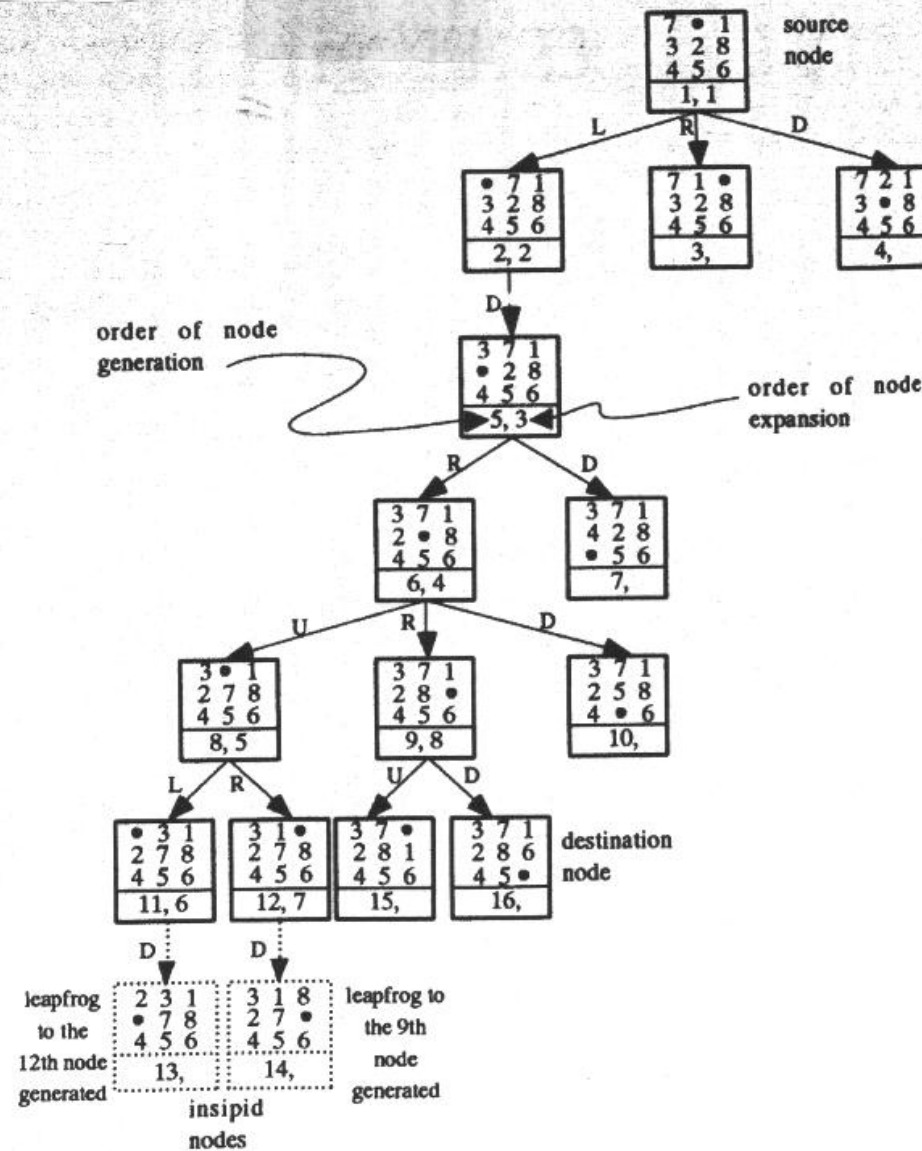 7 • 1
3 2 8
4 5 6
1, 1
source
node
L
R
D
• 7 1
3 2 8
4 5 6
2, 2
7 1 •
3 2 8
4 5 6
3,
7 2 1
3 • 8
4 5 6
4,
D
order of node
generation
3 7 1
• 2 8
4 5 6
5, 3
order of node
expansion
R
D
3 7 1
2 • 8
4 5 6
6, 4
3 7 1
4 2 8
• 5 6
7,
U
R
D
3 • 1
2 7 8
4 5 6
8, 5
3 7 1
2 8 •
4 5 6
9, 8
3 7 1
2 5 8
4 • 6
10,
L
R
U
D
• 3 1
2 7 8
4 5 6
11, 6
3 1 •
2 7 8
4 5 6
12, 7
3 7 •
2 8 1
4 5 6
15,
3 7 1
2 8 6
4 5 •
16,
destination
node
D
D
leapfrog
to the
12th node
generated
2 3 1
• 7 8
4 5 6
13,
3 1 8
2 7 •
4 5 6
14,
leapfrog to
the 9th
node
generated
insipid
nodes